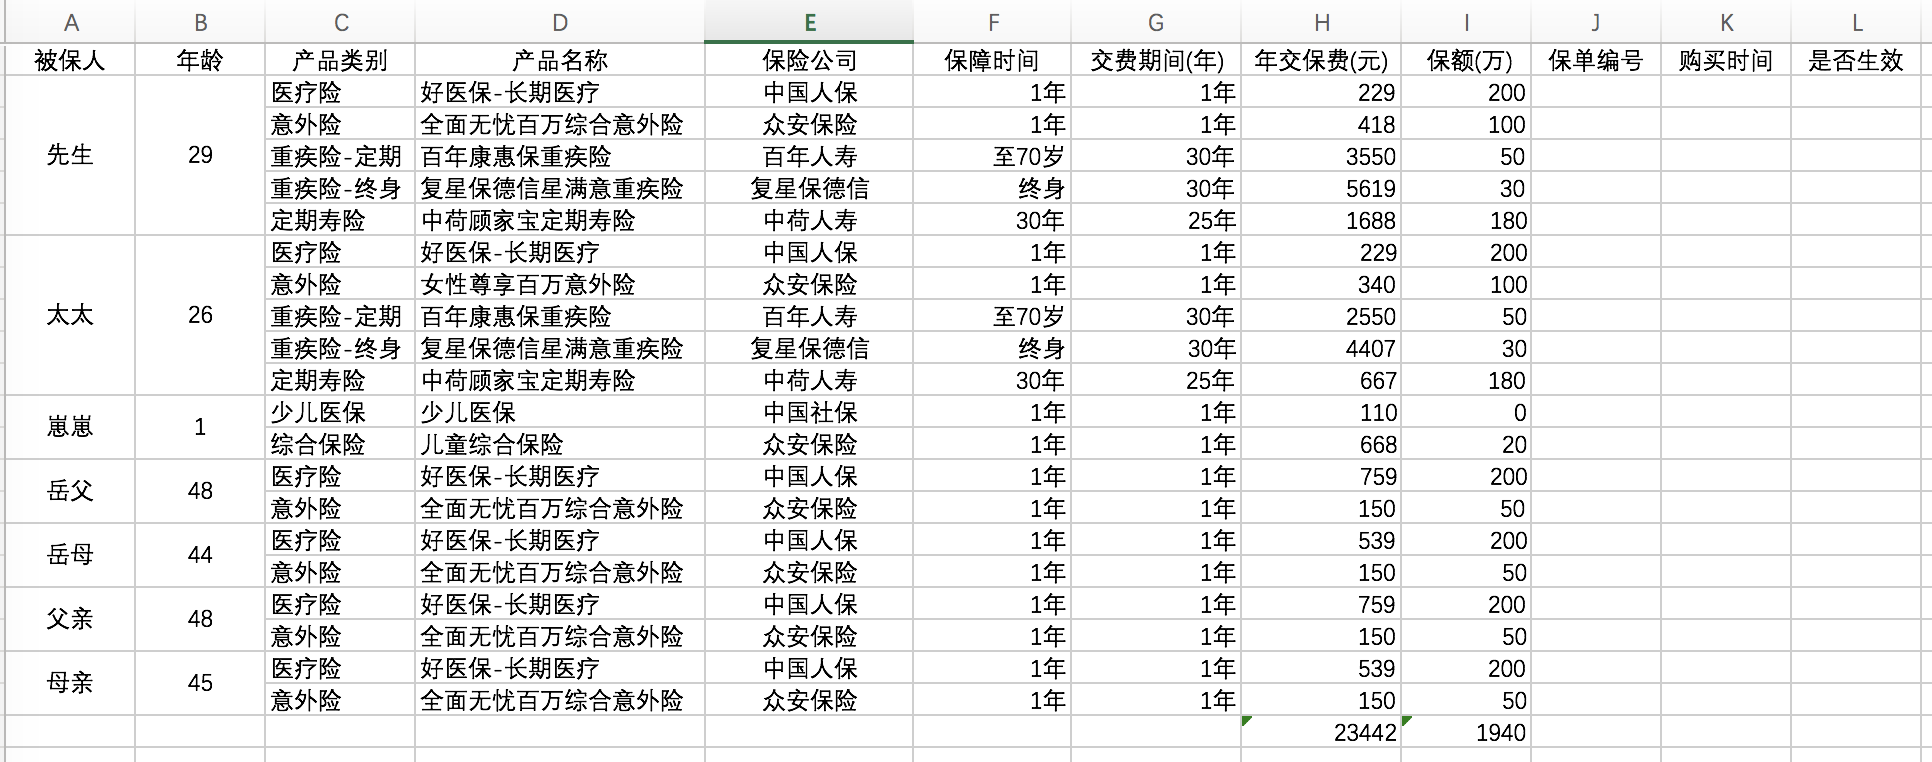 A B C D E F G H I J K L
被保人 年龄 产品类别 产品名称 保险公司 保障时间 交费期间(年) 年交保费(元) 保额(万) 保单编号 购买时间 是否生效
先生 29 医疗险 好医保-长期医疗 中国人保 1年 1年 229 200
意外险 全面无忧百万综合意外险 众安保险 1年 1年 418 100
重疾险-定期 百年康惠保重疾险 百年人寿 至70岁 30年 3550 50
重疾险-终身 复星保德信星满意重疾险 复星保德信 终身 30年 5619 30
定期寿险 中荷顾家宝定期寿险 中荷人寿 30年 25年 1688 180
太太 26 医疗险 好医保-长期医疗 中国人保 1年 1年 229 200
意外险 女性尊享百万意外险 众安保险 1年 1年 340 100
重疾险-定期 百年康惠保重疾险 百年人寿 至70岁 30年 2550 50
重疾险-终身 复星保德信星满意重疾险 复星保德信 终身 30年 4407 30
定期寿险 中荷顾家宝定期寿险 中荷人寿 30年 25年 667 180
崽崽 1 少儿医保 少儿医保 中国社保 1年 1年 110 0
综合保险 儿童综合保险 众安保险 1年 1年 668 20
岳父 48 医疗险 好医保-长期医疗 中国人保 1年 1年 759 200
意外险 全面无忧百万综合意外险 众安保险 1年 1年 150 50
岳母 44 医疗险 好医保-长期医疗 中国人保 1年 1年 539 200
意外险 全面无忧百万综合意外险 众安保险 1年 1年 150 50
父亲 48 医疗险 好医保-长期医疗 中国人保 1年 1年 759 200
意外险 全面无忧百万综合意外险 众安保险 1年 1年 150 50
母亲 45 医疗险 好医保-长期医疗 中国人保 1年 1年 539 200
意外险 全面无忧百万综合意外险 众安保险 1年 1年 150 50
23442 1940